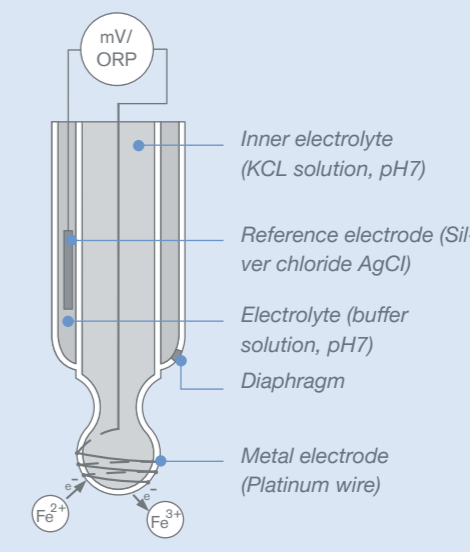 mV/
ORP
Inner electrolyte
(KCL solution, pH7)
Reference electrode (Sil-
ver chloride AgCl)
Electrolyte (buffer
solution, pH7)
Diaphragm
Metal electrode
(Platinum wire)
e-
e-
Fe2+
Fe3+